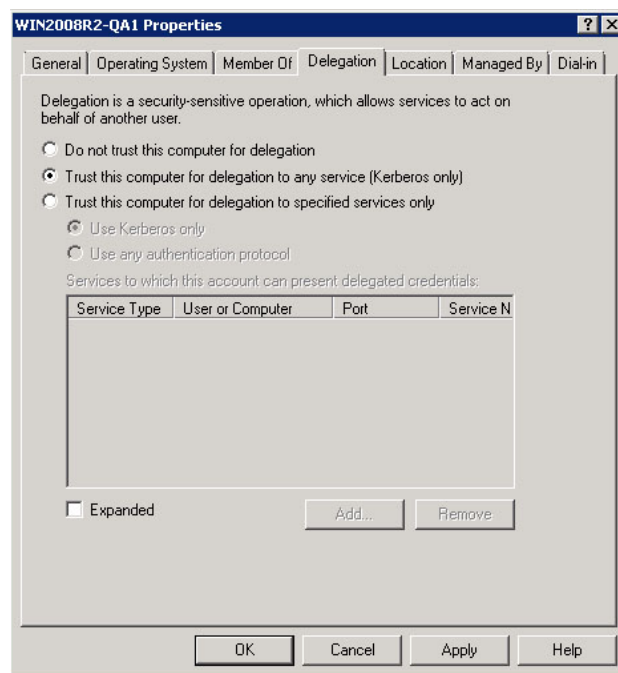 WIN2008R2-QA1 Properties
General Operating System Member Of Delegation Location Managed By Dial-in
Delegation is a security-sensitive operation, which allows services to act on
behalf of another user.
Do not trust this computer for delegation
Trust this computer for delegation to any service (Kerberos only)
Trust this computer for delegation to specified services only
Use Kerberos only
Use any authentication protocol
Services to which this account can present delegated credentials:
Service Type User or Computer Port Service N
Expanded Add... Remove
OK Cancel Apply Help